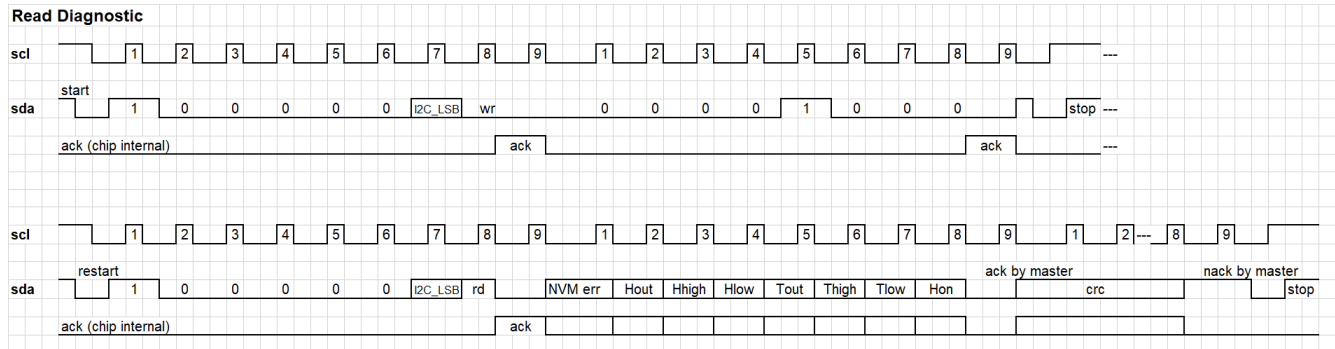 Read Diagnostic
scl 1 2 3 4 5 6 7 8 9 1 2 3 4 5 6 7 8 9 ---
start
sda 1 0 0 0 0 0 I2C_LSB wr 0 0 0 0 1 0 0 0 stop ---
ack (chip internal) ack ack ---
scl 1 2 3 4 5 6 7 8 9 1 2 3 4 5 6 7 8 9 1 2 --- 8 9
restart ack by master nack by master
sda 1 0 0 0 0 0 I2C_LSB rd NVM err Hout Hhigh Hlow Tout Thigh Tlow Hon crc stop
ack (chip internal) ack